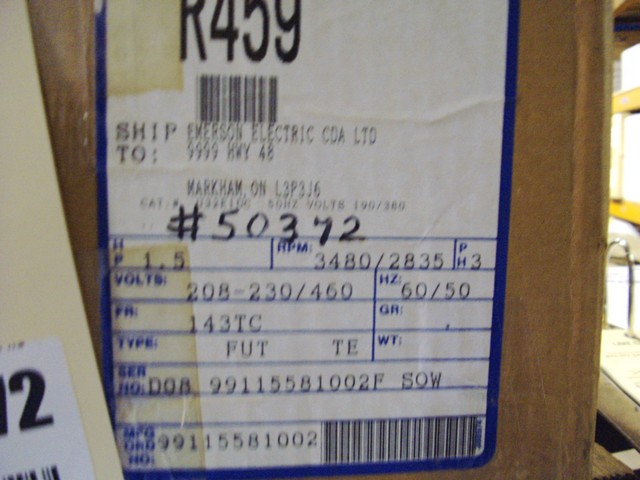 R459
SHIP TO: EMERSON ELECTRIC CDA LTD
9999 HWY 48
MARKHAM, ON L3P3J6
CAT.# 50HZ VOLTS 190/380
#50372
HP 1.5 RPM: 3480/2835 PH 3
VOLTS: 208-230/460 HZ: 60/50
FR: 143TC GR:
TYPE: FUT TE WT:
SER NO: D08 99115581002F SOW
MFG ORD NO: 99115581002
12